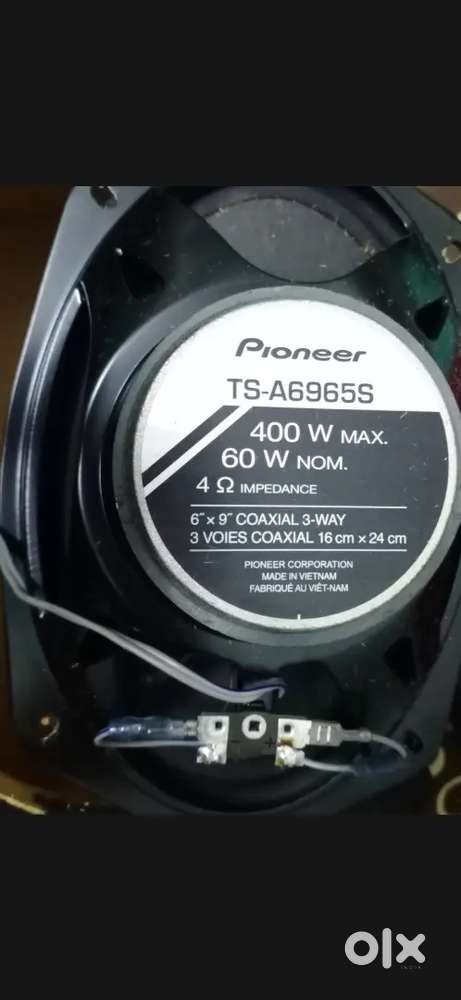 Pioneer
TS-A6965S
400 W MAX.
60 W NOM.
4 Ω IMPEDANCE
6˝ x 9˝ COAXIAL 3-WAY
3 VOIES COAXIAL 16 cm x 24 cm
PIONEER CORPORATION
MADE IN VIETNAM
FABRIQUÉ AU VIÊT-NAM
- +
olx
INDIA